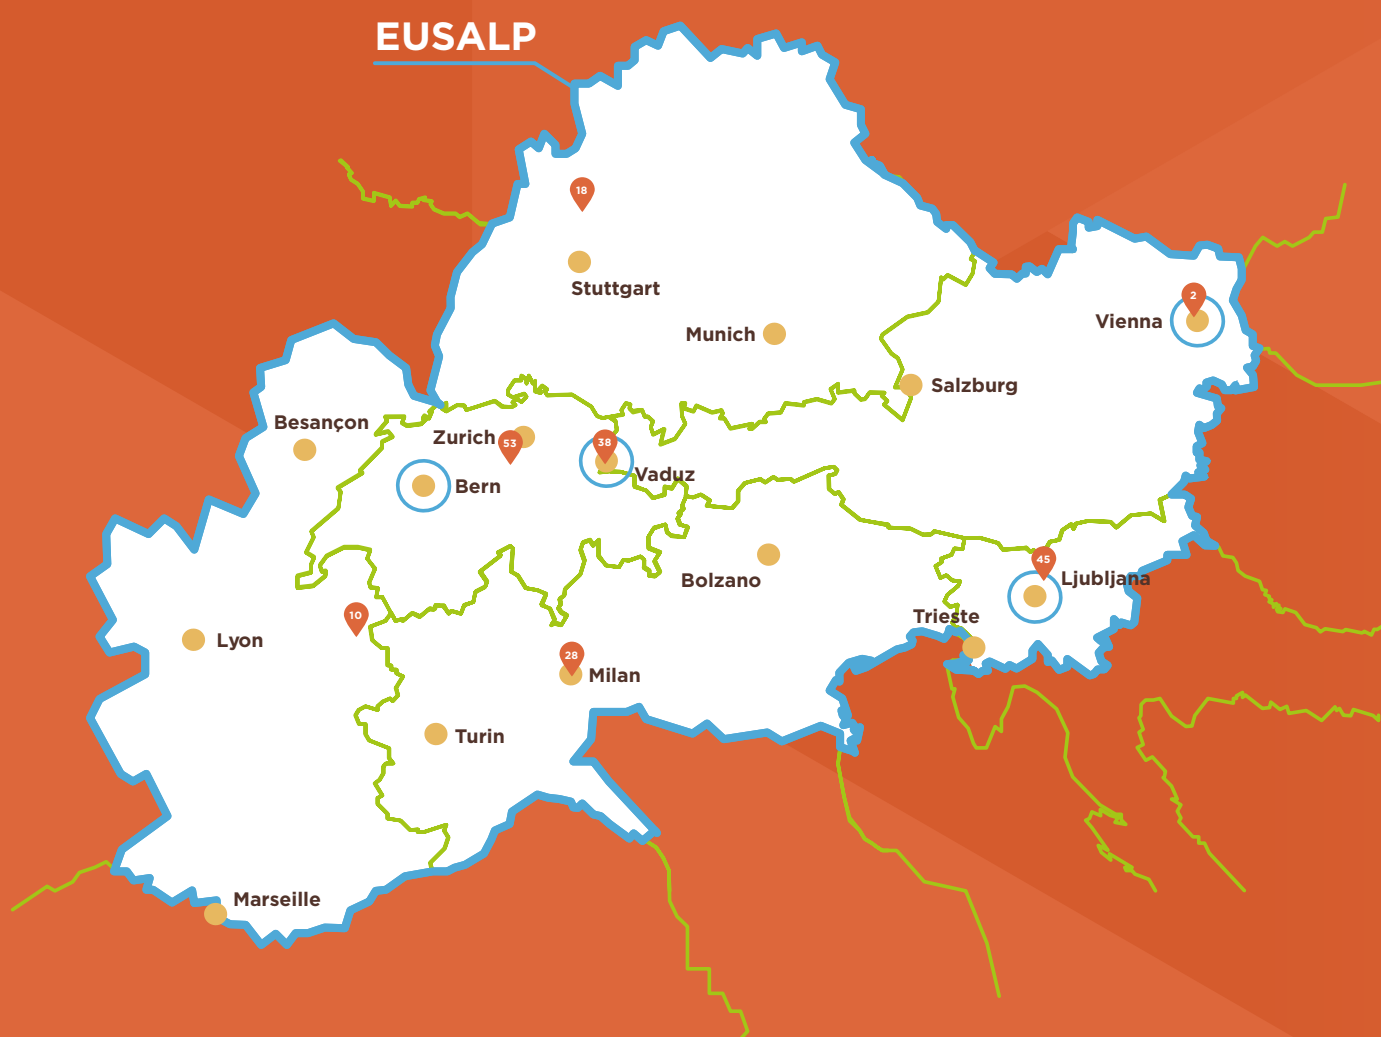 EUSALP
18
Stuttgart
2
Vienna
Munich
Salzburg
Besançon
Zurich
53
38
Vaduz
Bern
45
Ljubljana
Bolzano
10
Trieste
Lyon
28
Milan
Turin
Marseille